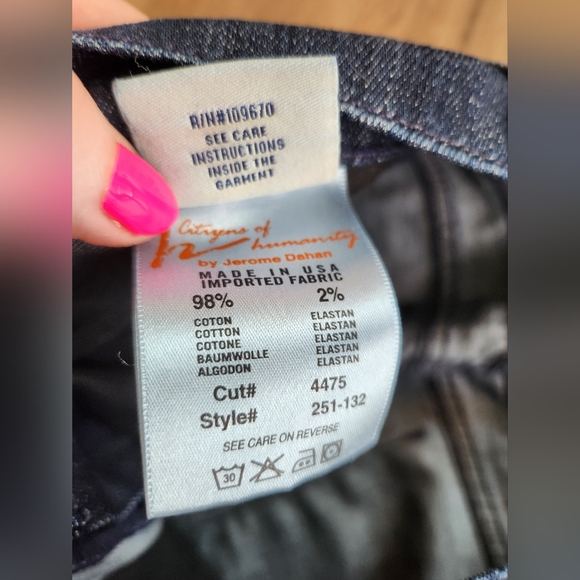 R/N#109670
SEE CARE
INSTRUCTIONS
INSIDE THE
GARMENT
Citizens of
humanity
by Jerome Dahan
MADE IN USA
IMPORTED FABRIC
98% 2%
COTON ELASTAN
COTTON ELASTAN
COTONE ELASTAN
BAUMWOLLE ELASTAN
ALGODON ELASTAN
Cut# 4475
Style# 251-132
SEE CARE ON REVERSE
30